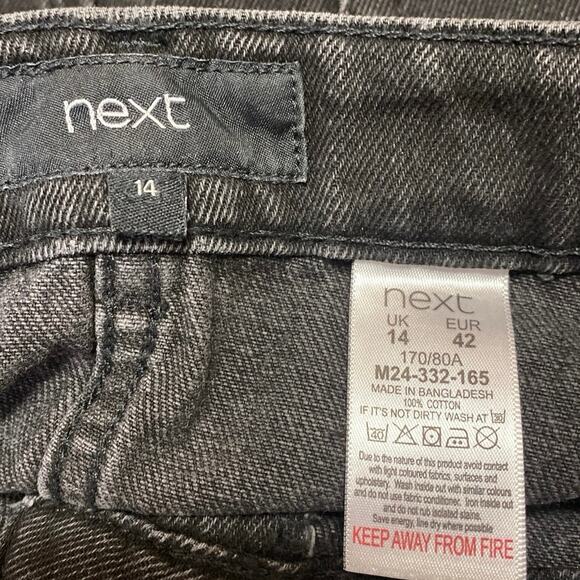 next
14
next
UK EUR
14 42
170/80A
M24-332-165
MADE IN BANGLADESH
100% COTTON
IF IT'S NOT DIRTY WASH AT 30
40
Due to the nature of this product avoid contact
with light coloured fabrics, surfaces and
upholstery. Wash inside out with similar colours
and do not use fabric conditioner. Iron inside out
and do not rub isolated stains.
Save energy, line dry where possible
KEEP AWAY FROM FIRE